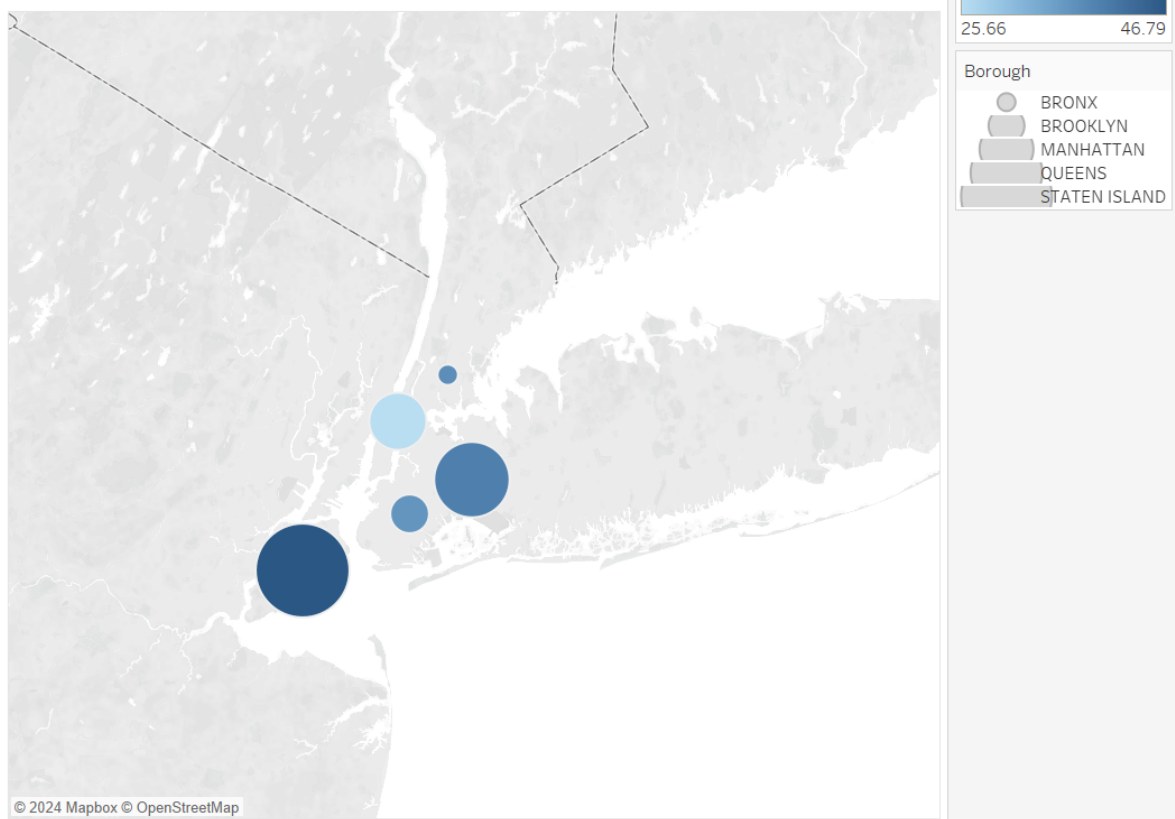 25.66 46.79
Borough
BRONX
BROOKLYN
MANHATTAN
QUEENS
STATEN ISLAND
© 2024 Mapbox © OpenStreetMap